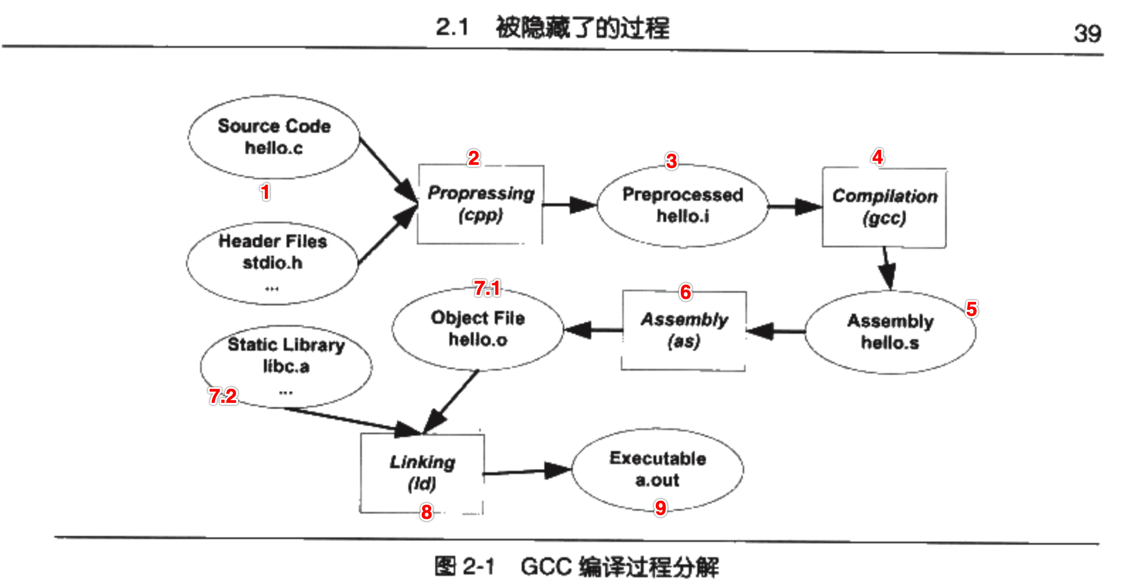 2.1 被隐藏了的过程
39
Source Code
hello.c
1
Header Files
stdio.h
...
2
Propressing
(cpp)
3
Preprocessed
hello.i
4
Compilation
(gcc)
5
Assembly
hello.s
6
Assembly
(as)
7.1
Object File
hello.o
Static Library
libc.a
...
7.2
Linking
(ld)
8
Executable
a.out
9
图 2-1 GCC 编译过程分解